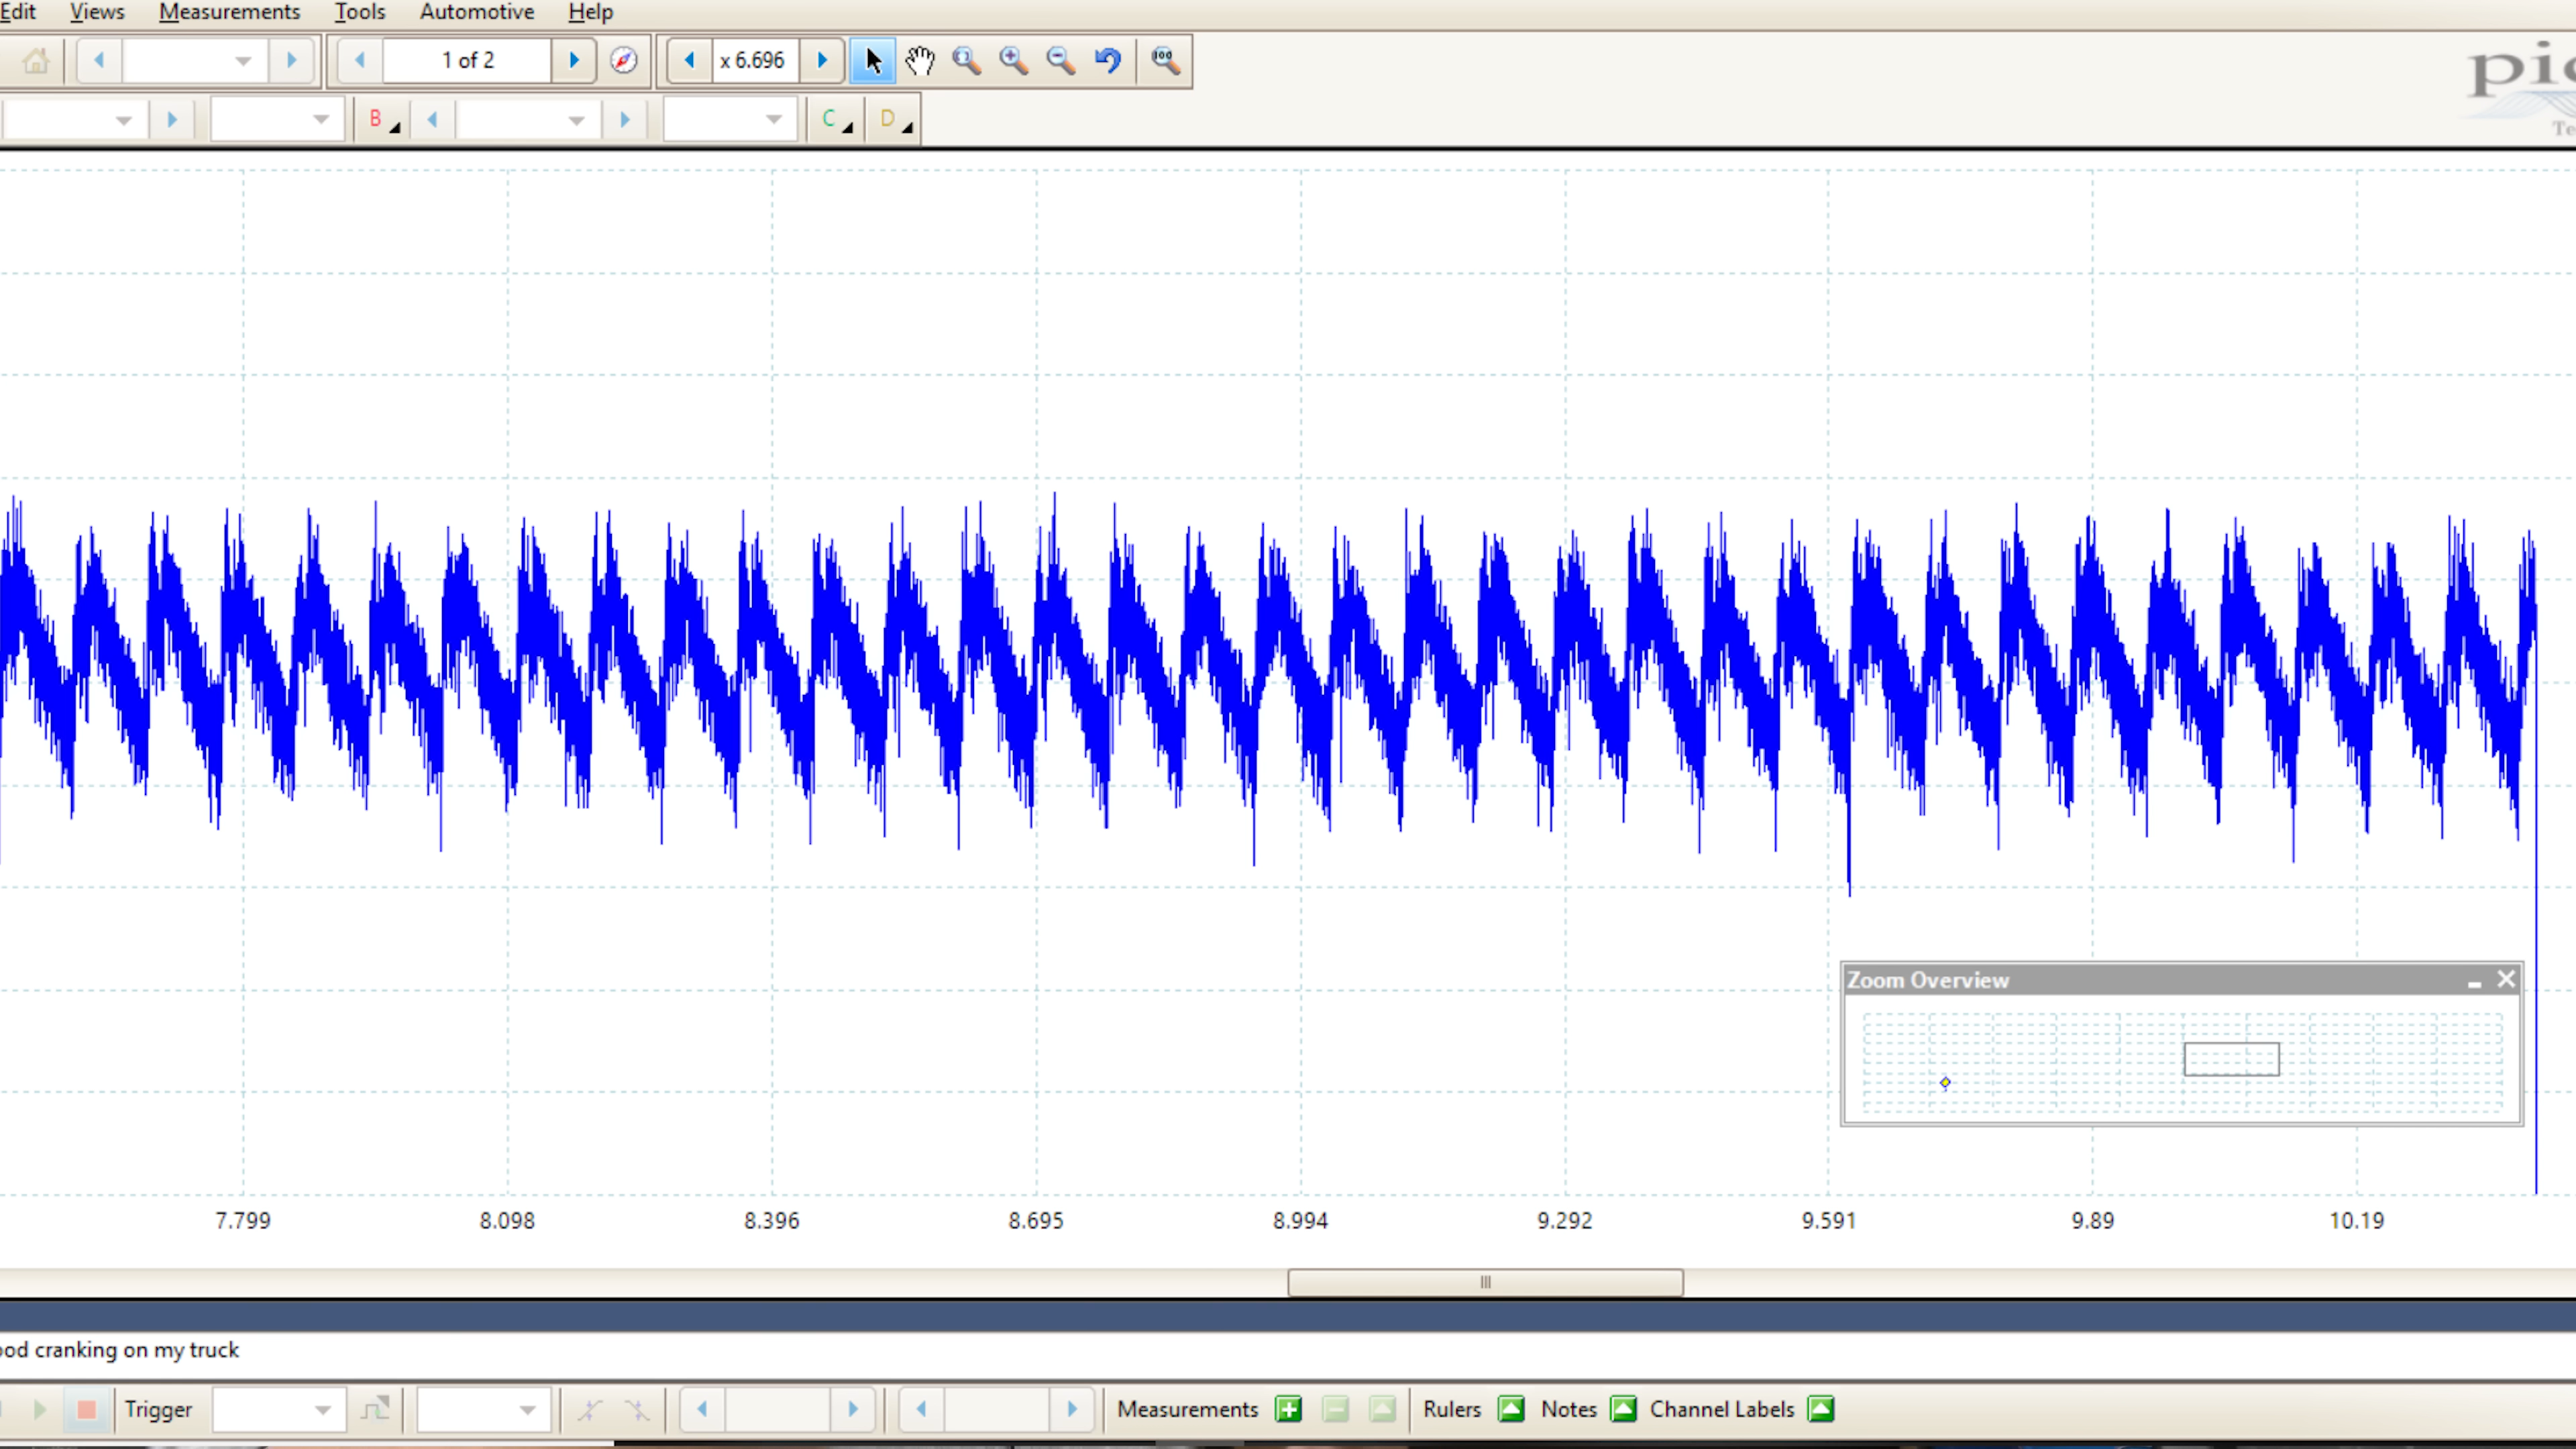 Edit Views Measurements Tools Automotive Help
1 of 2 x 6.696
B C D
Zoom Overview
7.799 8.098 8.396 8.695 8.994 9.292 9.591 9.89 10.19
cranking on my truck
Trigger Measurements Rulers Notes Channel Labels